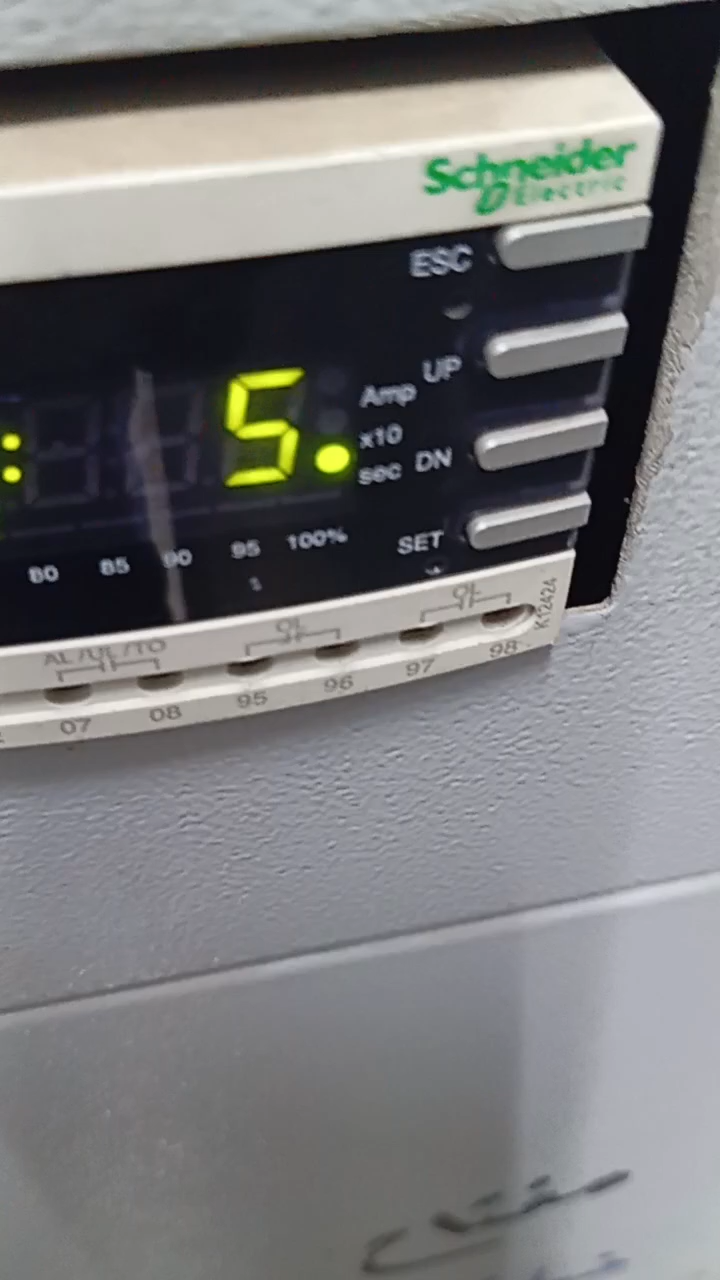 Schneider
Electric
ESC
UP
Amp
x10
sec DN
: 5.
80 85 90 95 100%
SET
AL/UL/TO OL OL
07 08 95 96 97 98
K12424
مفتاح